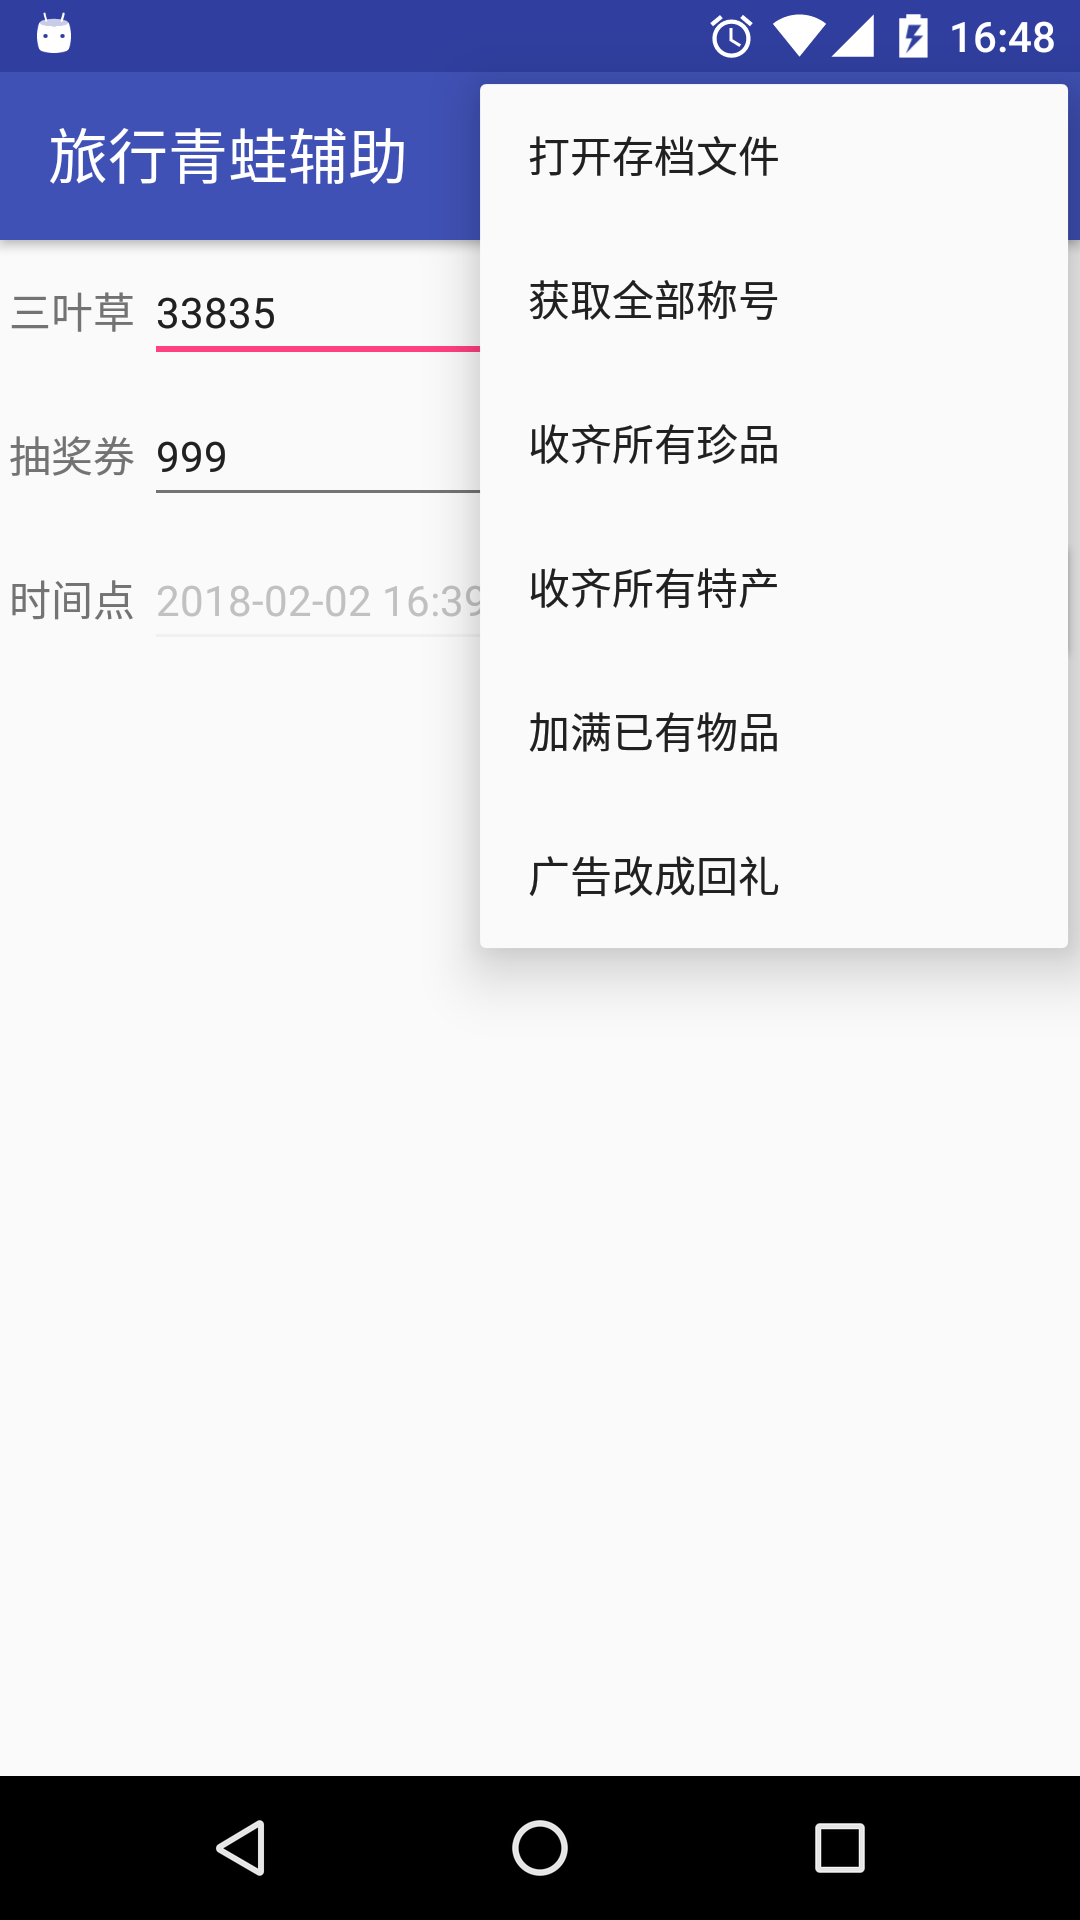 16:48
旅行青蛙辅助
打开存档文件
获取全部称号
收齐所有珍品
收齐所有特产
加满已有物品
广告改成回礼
三叶草 33835
抽奖券 999
时间点 2018-02-02 16:39